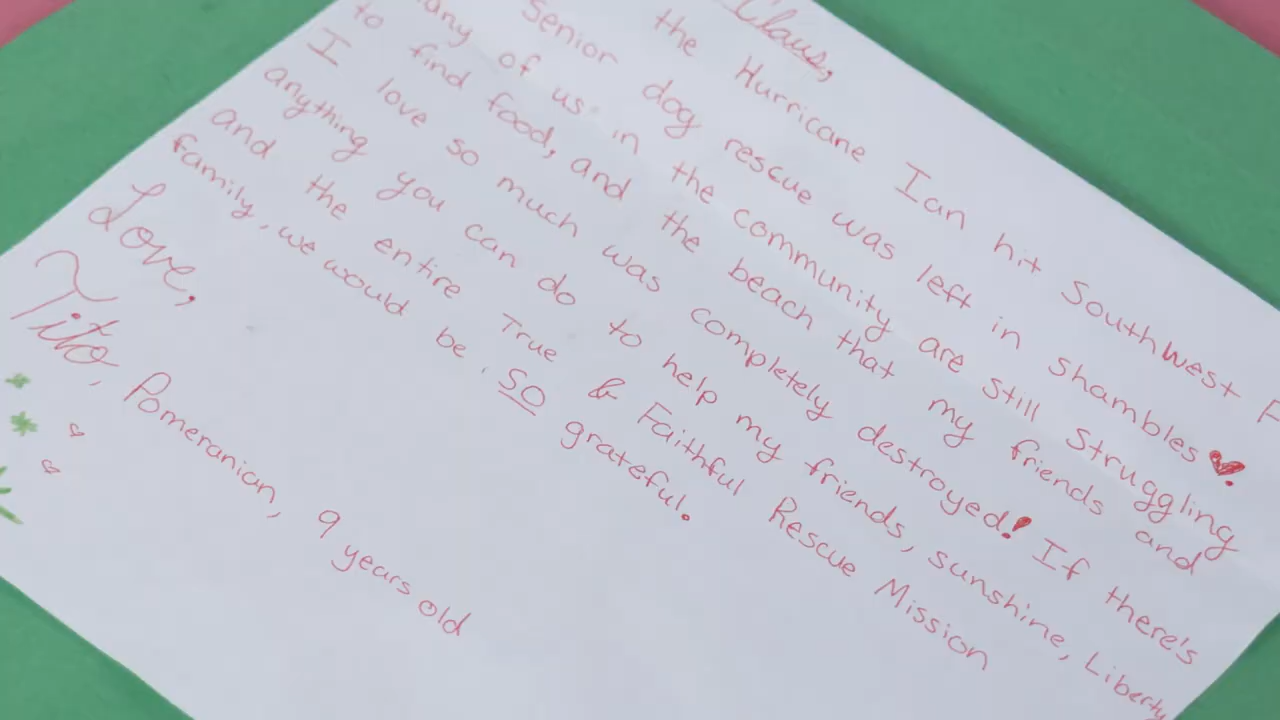 Claus,
the Hurricane Ian hit Southwest F
Senior dog rescue was left in shambles
any of us in the community are still struggling
to find food, and the beach that my friends and
I love so much was completely destroyed! If there's
anything you can do to help my friends, sunshine, Liberty
and the entire True & Faithful Rescue Mission
family, we would be SO grateful.
Love,
Tito, Pomeranian, 9 years old